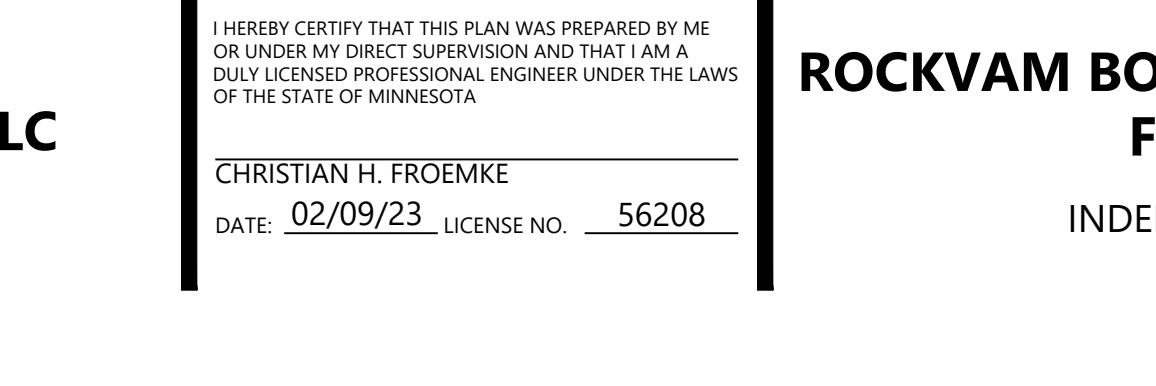 LC
I HEREBY CERTIFY THAT THIS PLAN WAS PREPARED BY ME
OR UNDER MY DIRECT SUPERVISION AND THAT I AM A
DULY LICENSED PROFESSIONAL ENGINEER UNDER THE LAWS
OF THE STATE OF MINNESOTA
CHRISTIAN H. FROEMKE
DATE: 02/09/23 LICENSE NO. 56208
ROCKVAM BO
F
INDE